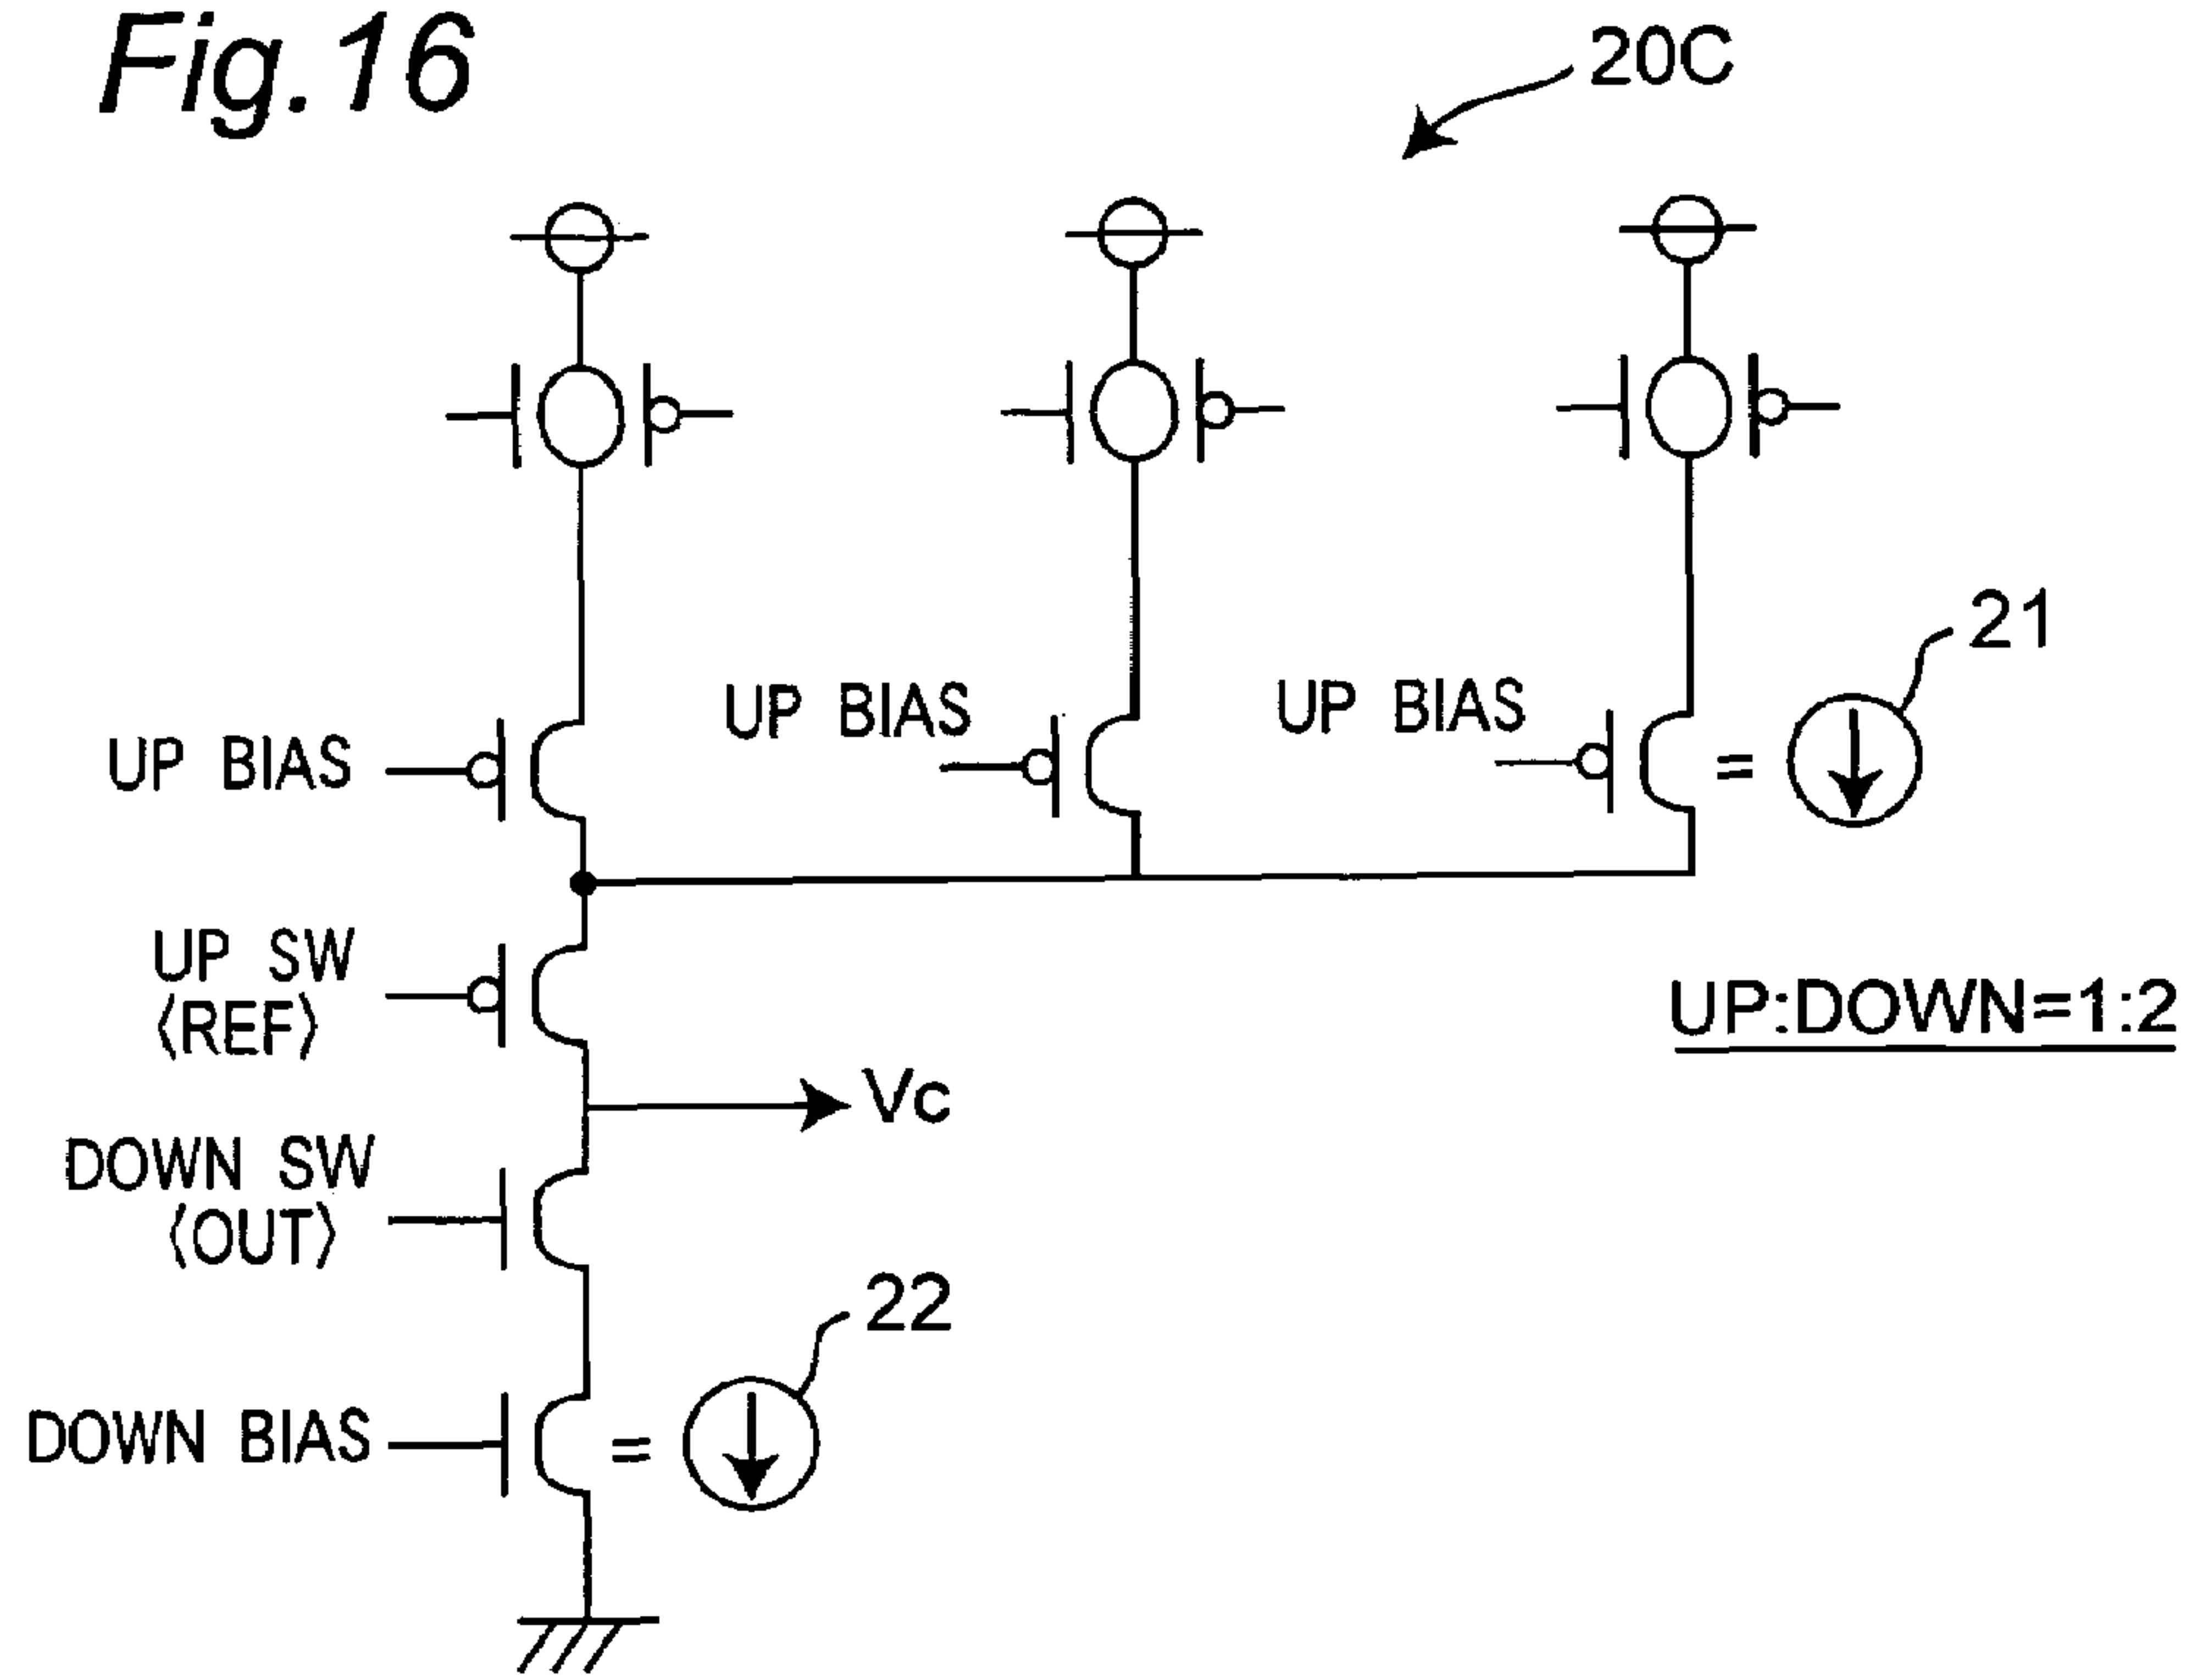 Fig.16
20C
21
UP BIAS
UP BIAS
UP BIAS
=
UP SW
(REF)
UP:DOWN=1:2
Vc
DOWN SW
(OUT)
22
DOWN BIAS
=